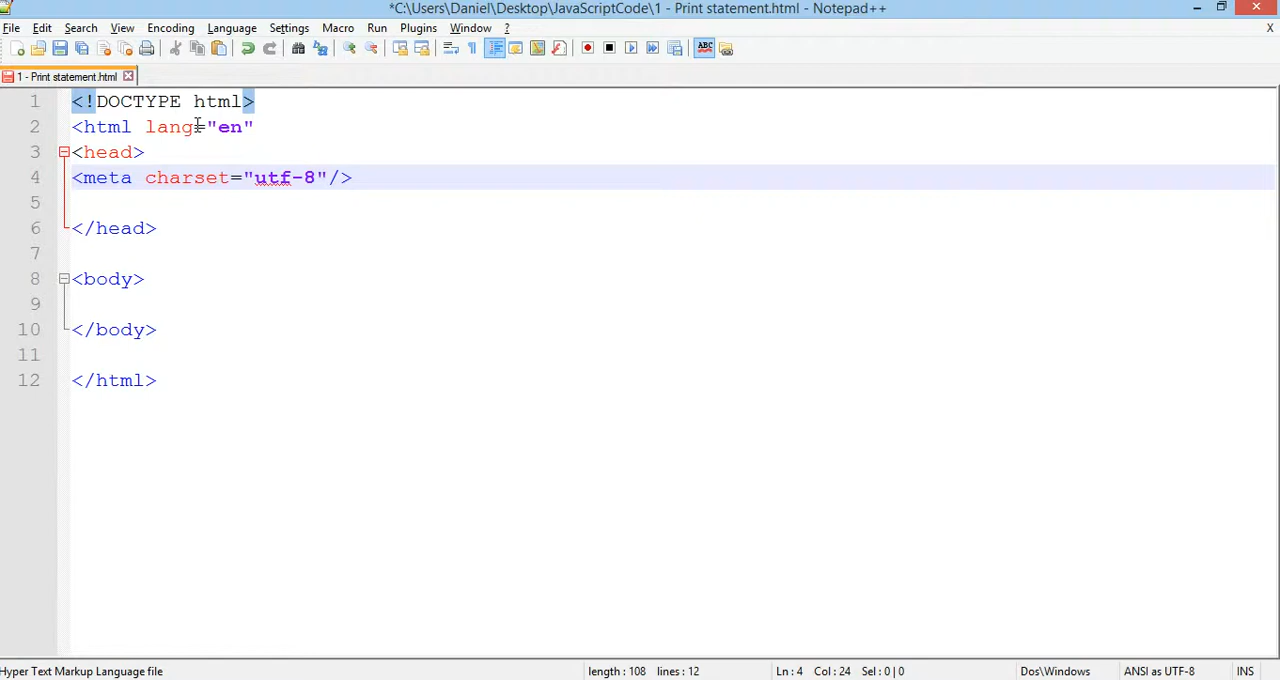 *C:\Users\Daniel\Desktop\JavaScriptCode\1 - Print statement.html - Notepad++
File Edit Search View Encoding Language Settings Macro Run Plugins Window ? X
1 - Print statement.html
1 <!DOCTYPE html>
2 <html lang="en"
3 <head>
4 <meta charset="utf-8"/>
5
6 </head>
7
8 <body>
9
10 </body>
11
12 </html>
Hyper Text Markup Language file length : 108 lines : 12 Ln : 4 Col : 24 Sel : 0 | 0 Dos\Windows ANSI as UTF-8 INS